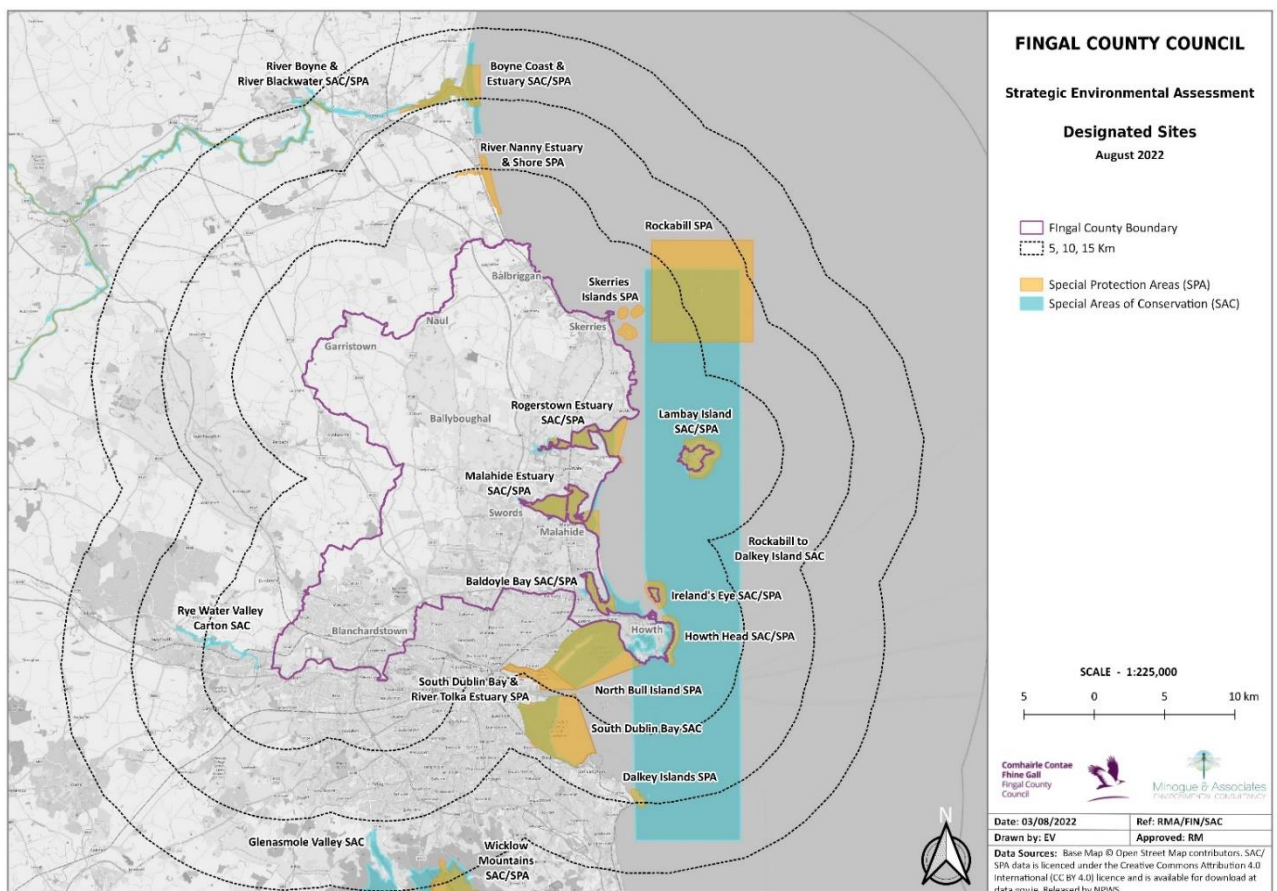 River Boyne &
River Blackwater SAC/SPA
Boyne Coast &
Estuary SAC/SPA
River Nanny Estuary
& Shore SPA
Rockabill SPA
Balbriggan
Skerries
Islands SPA
Naul
Skerries
Garristown
Rogerstown Estuary
SAC/SPA
Ballyboughal
Lambay Island
SAC/SPA
Malahide Estuary
SAC/SPA
Swords
Malahide
Rockabill to
Dalkey Island SAC
Baldoyle Bay SAC/SPA
Ireland's Eye SAC/SPA
Rye Water Valley
Carton SAC
Blanchardstown
Howth
Howth Head SAC/SPA
South Dublin Bay &
River Tolka Estuary SPA
North Bull Island SPA
South Dublin Bay SAC
Dalkey Islands SPA
Glenasmole Valley SAC
Wicklow
Mountains
SAC/SPA
N
FINGAL COUNTY COUNCIL
Strategic Environmental Assessment
Designated Sites
August 2022
Fingal County Boundary
5, 10, 15 Km
Special Protection Areas (SPA)
Special Areas of Conservation (SAC)
SCALE - 1:225,000
5 0 5 10 km
Comhairle Contae
Fhine Gall
Fingal County
Council
Minogue & Associates
ENVIRONMENTAL CONSULTANCY
Date: 03/08/2022 Ref: RMA/FIN/SAC
Drawn by: EV Approved: RM
Data Sources: Base Map © Open Street Map contributors. SAC/
SPA data is licenced under the Creative Commons Attribution 4.0
International (CC BY 4.0) licence and is available for download at
data.gov.ie. Released by NPWS.